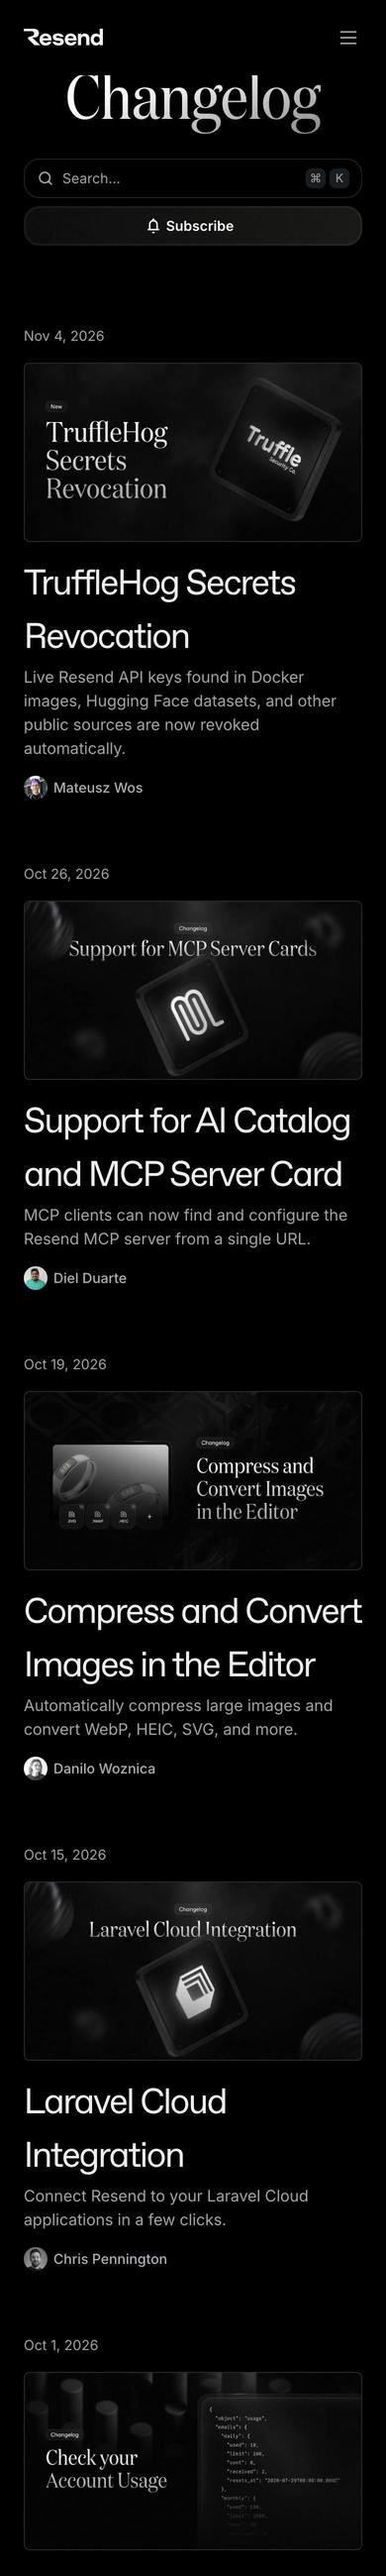 Resend
Changelog
Search...
⌘ K
Subscribe
Nov 4, 2026
New
TruffleHog
Secrets
Revocation
Truffle
Security Co.
TruffleHog Secrets
Revocation
Live Resend API keys found in Docker
images, Hugging Face datasets, and other
public sources are now revoked
automatically.
Mateusz Wos
Oct 26, 2026
Changelog
Support for MCP Server Cards
Support for AI Catalog
and MCP Server Card
MCP clients can now find and configure the
Resend MCP server from a single URL.
Diel Duarte
Oct 19, 2026
Changelog
Compress and
Convert Images
in the Editor
.SVG .WebP .HEIC +
Compress and Convert
Images in the Editor
Automatically compress large images and
convert WebP, HEIC, SVG, and more.
Danilo Woznica
Oct 15, 2026
Changelog
Laravel Cloud Integration
Laravel Cloud
Integration
Connect Resend to your Laravel Cloud
applications in a few clicks.
Chris Pennington
Oct 1, 2026
Changelog
Check your
Account Usage
{
"object": "usage",
"emails": {
"daily": {
"used": 10,
"limit": 100,
"sent": 8,
"received": 2,
},
"monthly": {